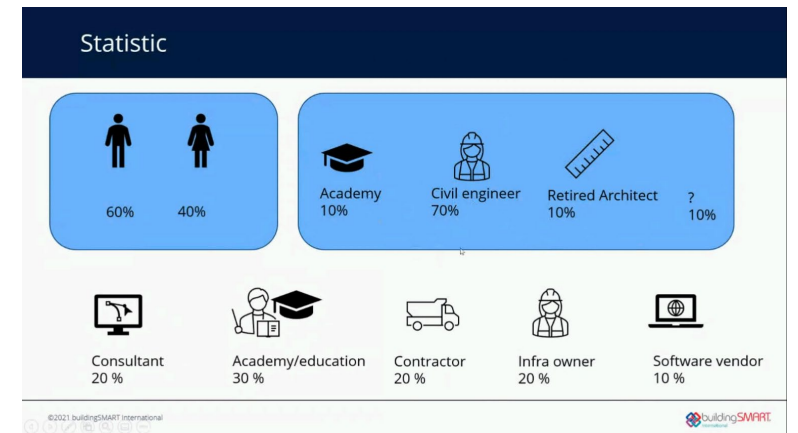 Statistic
60%
40%
Academy
10%
Civil engineer
70%
Retired Architect
10%
?
10%
Consultant
20 %
Academy/education
30 %
Contractor
20 %
Infra owner
20 %
Software vendor
10 %
©2021 buildingSMART International
buildingSMART
International